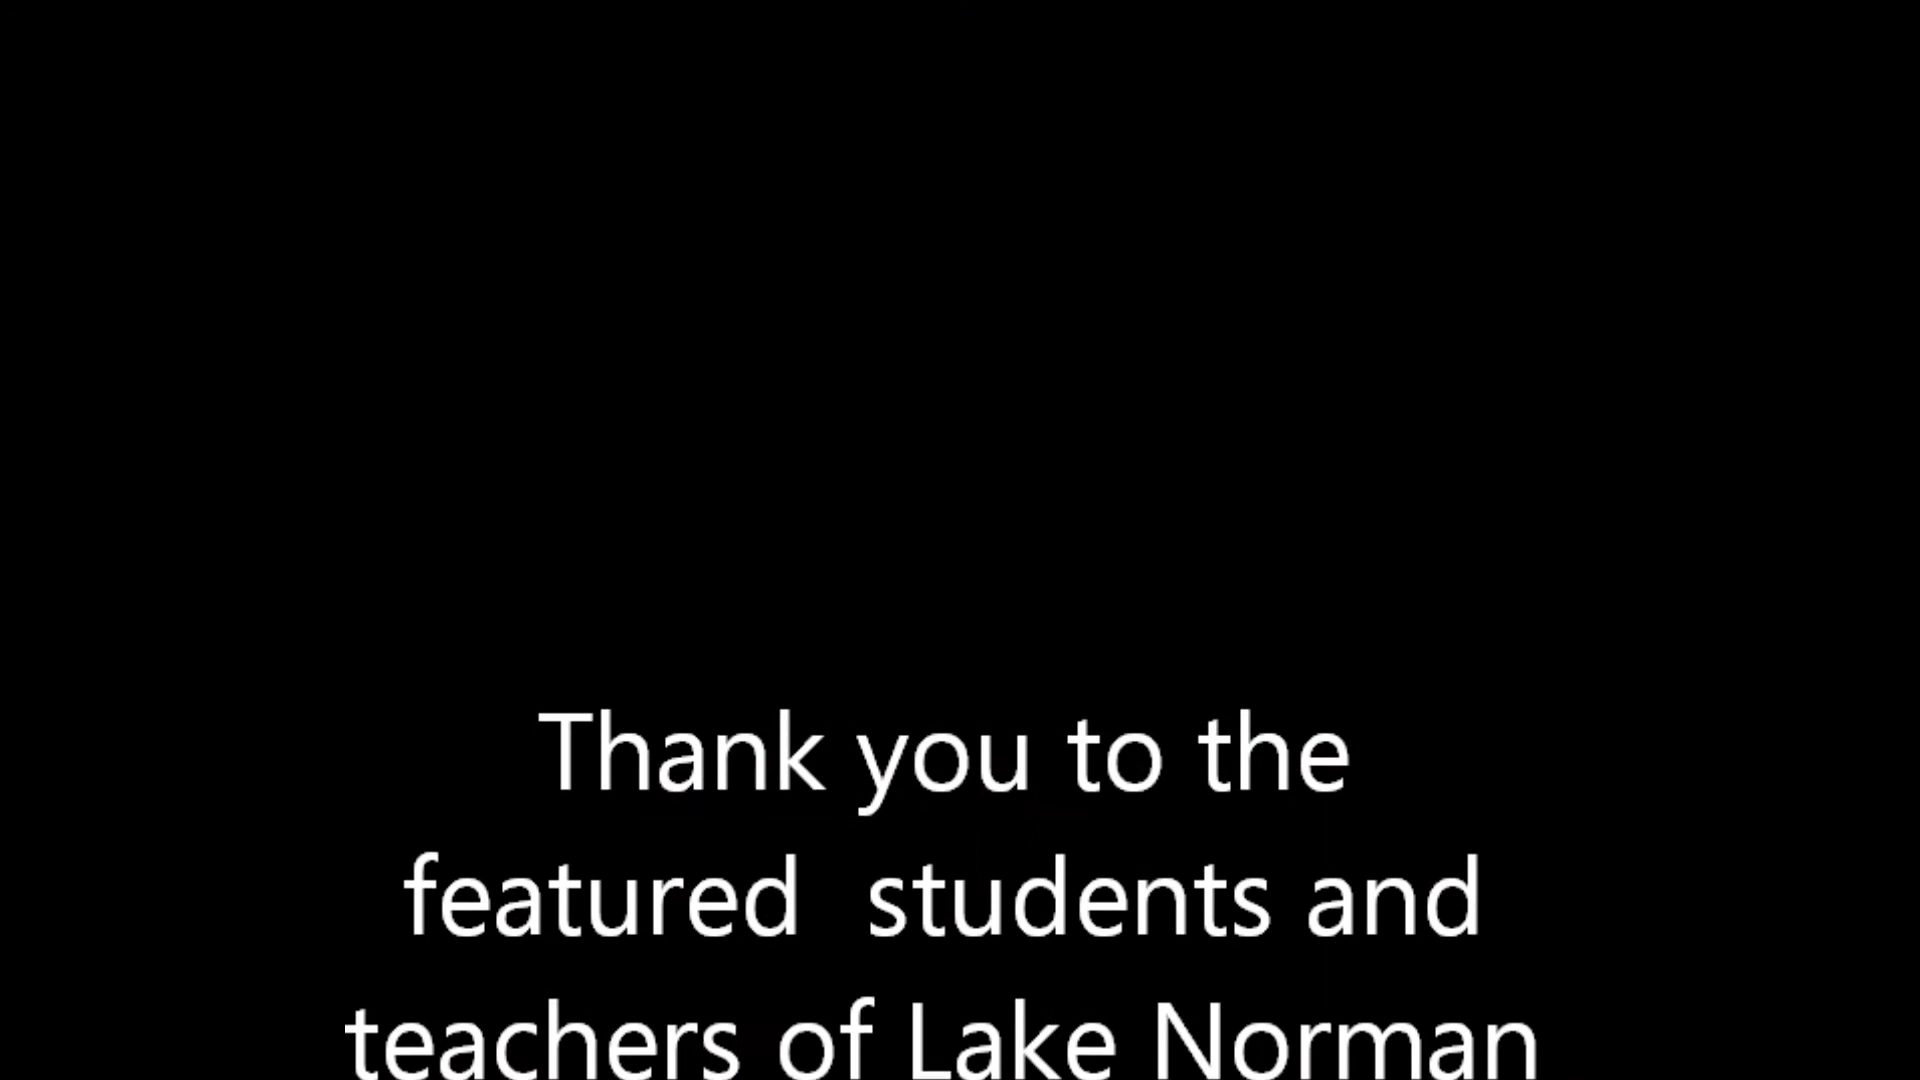 Thank you to the
featured  students and
teachers of Lake Norman